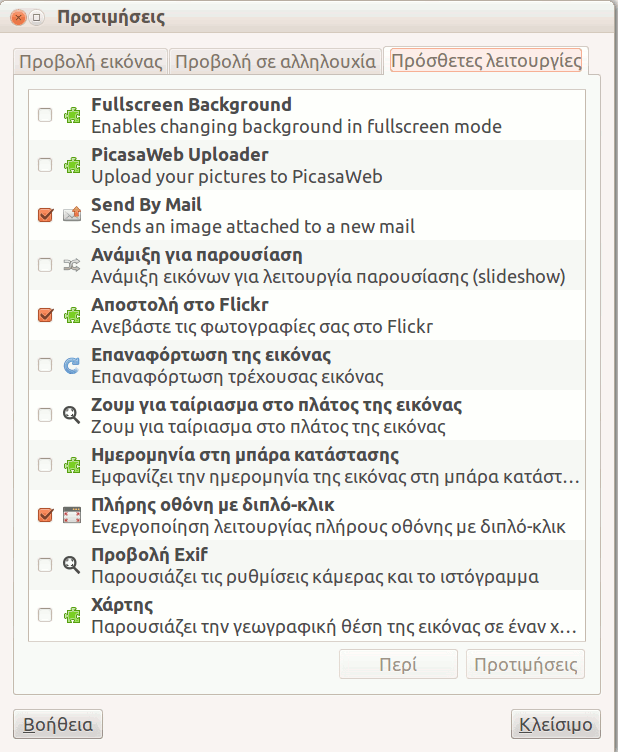 Προτιμήσεις
Προβολή εικόνας
Προβολή σε αλληλουχία
Πρόσθετες λειτουργίες
Fullscreen Background
Enables changing background in fullscreen mode
PicasaWeb Uploader
Upload your pictures to PicasaWeb
Send By Mail
Sends an image attached to a new mail
Ανάμιξη για παρουσίαση
Ανάμιξη εικόνων για λειτουργία παρουσίασης (slideshow)
Αποστολή στο Flickr
Ανεβάστε τις φωτογραφίες σας στο Flickr
Επαναφόρτωση της εικόνας
Επαναφόρτωση τρέχουσας εικόνας
Ζουμ για ταίριασμα στο πλάτος της εικόνας
Ζουμ για ταίριασμα στο πλάτος της εικόνας
Ημερομηνία στη μπάρα κατάστασης
Εμφανίζει την ημερομηνία της εικόνας στη μπάρα κατάστ...
Πλήρης οθόνη με διπλό-κλικ
Ενεργοποίηση λειτουργίας πλήρους οθόνης με διπλό-κλικ
Προβολή Exif
Παρουσιάζει τις ρυθμίσεις κάμερας και το ιστόγραμμα
Χάρτης
Παρουσιάζει την γεωγραφική θέση της εικόνας σε έναν χ...
Περί
Προτιμήσεις
Βοήθεια
Κλείσιμο